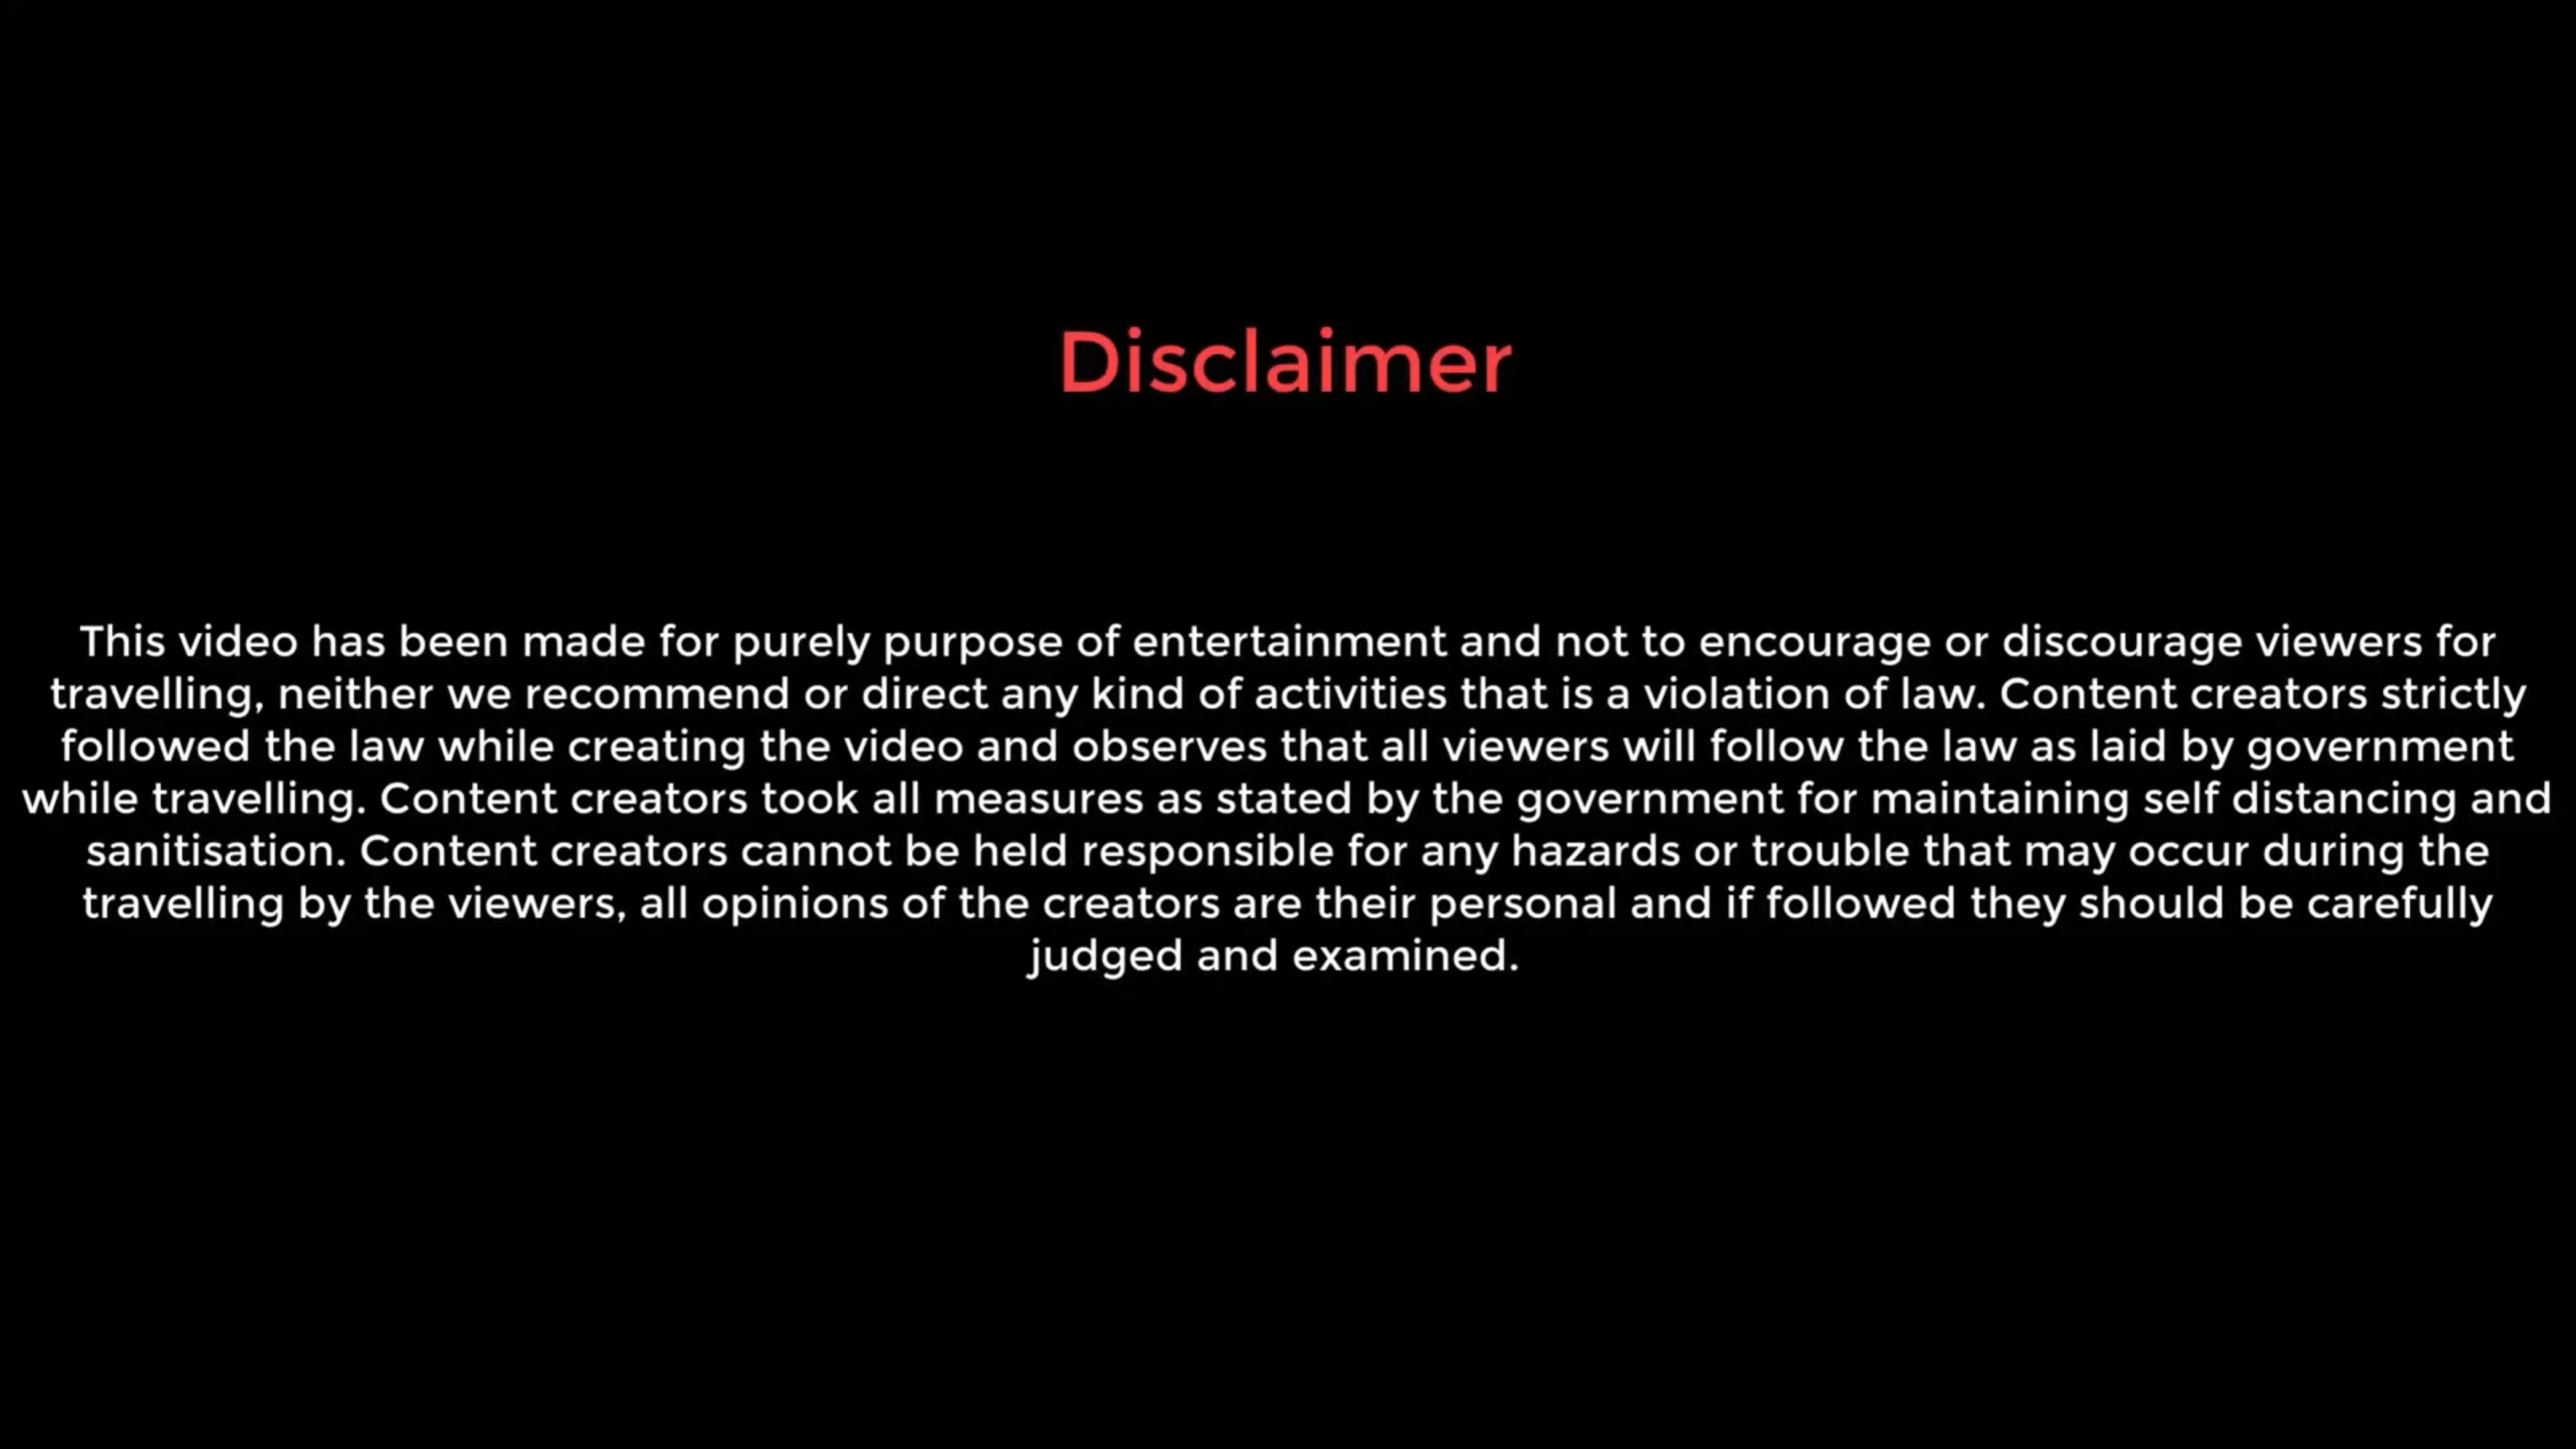 Disclaimer
This video has been made for purely purpose of entertainment and not to encourage or discourage viewers for
travelling, neither we recommend or direct any kind of activities that is a violation of law. Content creators strictly
followed the law while creating the video and observes that all viewers will follow the law as laid by government
while travelling. Content creators took all measures as stated by the government for maintaining self distancing and
sanitisation. Content creators cannot be held responsible for any hazards or trouble that may occur during the
travelling by the viewers, all opinions of the creators are their personal and if followed they should be carefully
judged and examined.